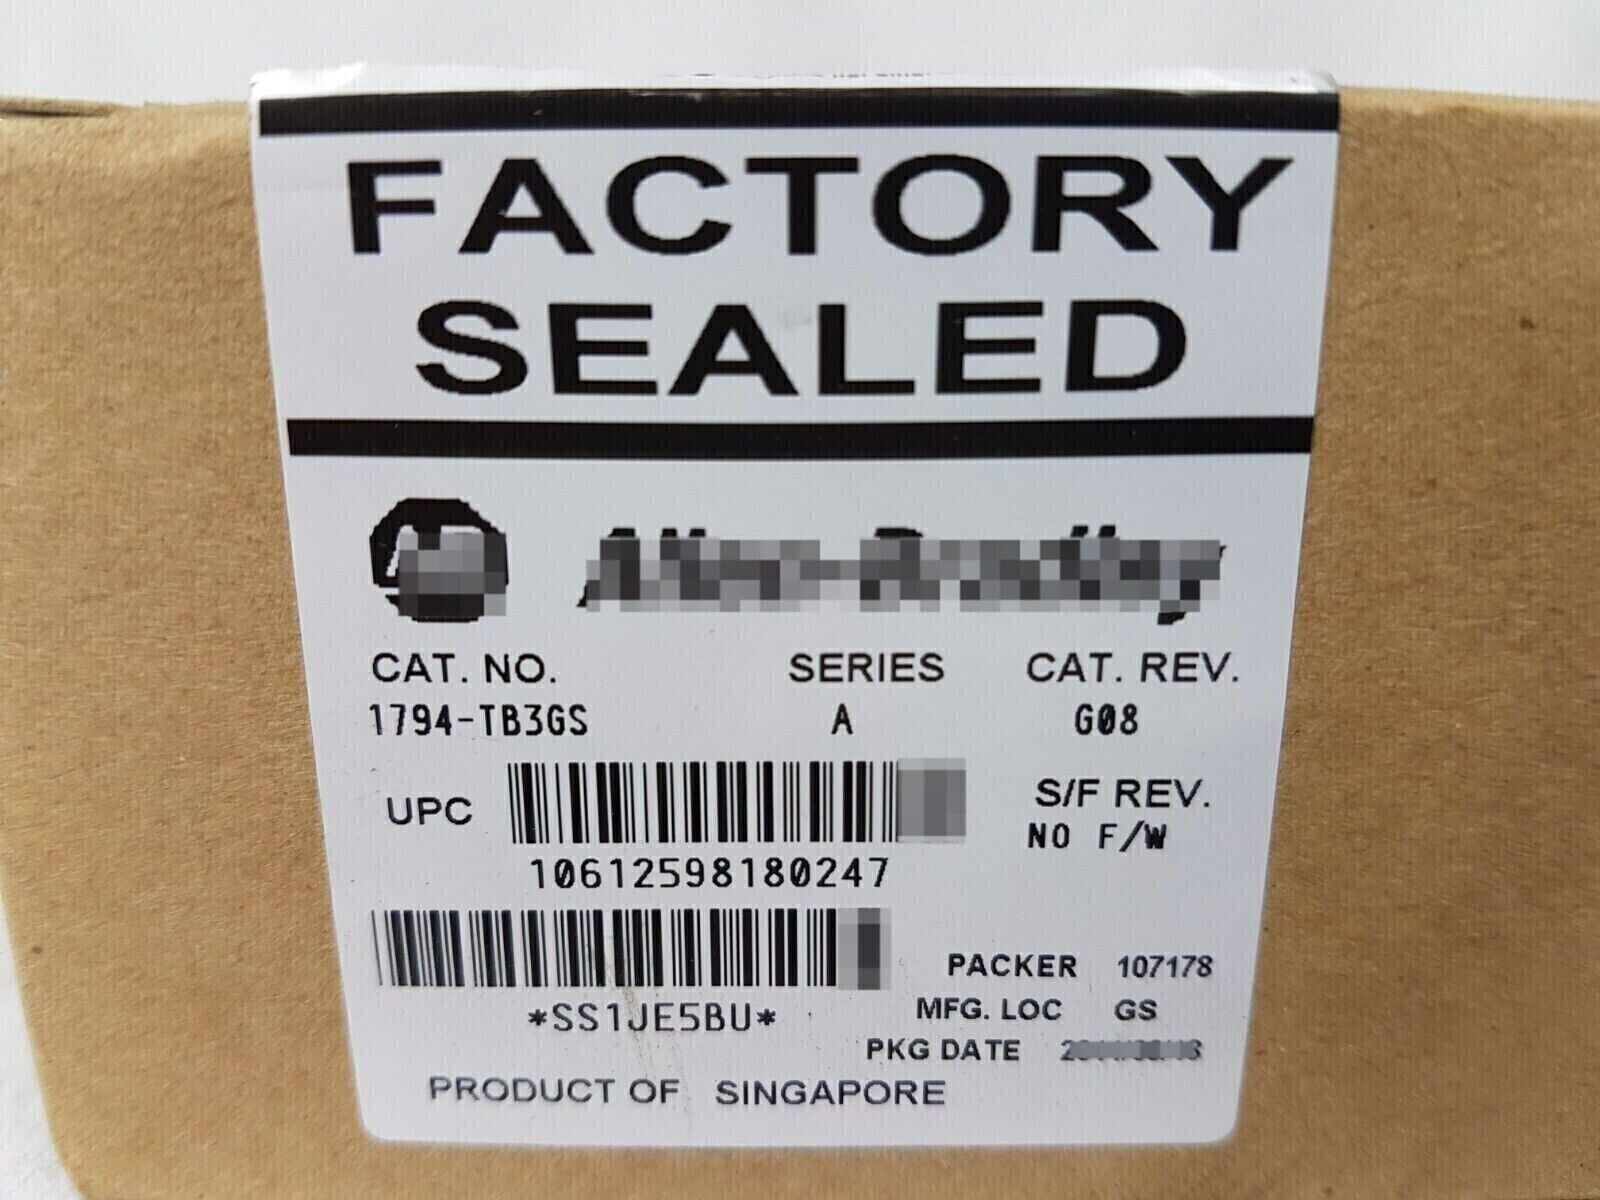 FACTORY
SEALED
CAT. NO. SERIES CAT. REV.
1794-TB3GS A G08
UPC S/F REV.
NO F/W
10612598180247
PACKER 107178
*SS1JE5BU* MFG. LOC GS
PKG DATE
PRODUCT OF SINGAPORE